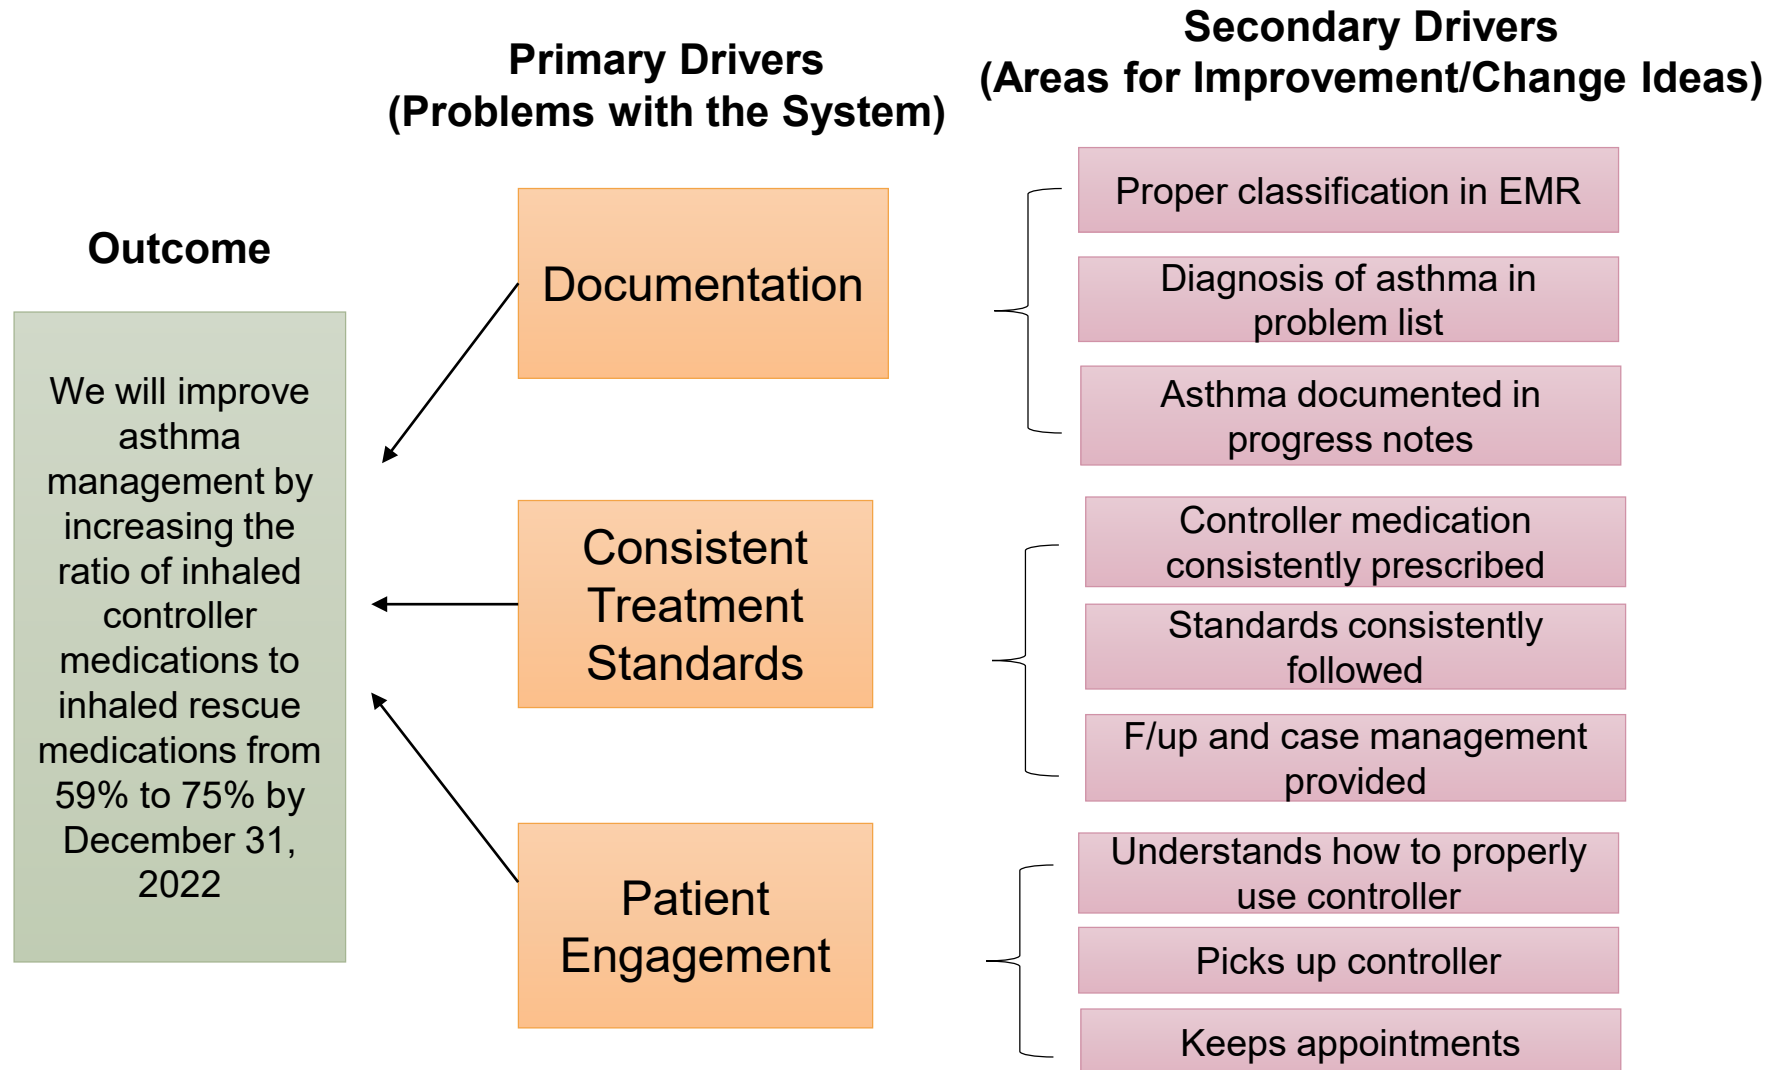 Primary Drivers
(Problems with the System)
Secondary Drivers
(Areas for Improvement/Change Ideas)
Outcome
We will improve
asthma
management by
increasing the
ratio of inhaled
controller
medications to
inhaled rescue
medications from
59% to 75% by
December 31,
2022
Documentation
Proper classification in EMR
Diagnosis of asthma in
problem list
Asthma documented in
progress notes
Consistent
Treatment
Standards
Controller medication
consistently prescribed
Standards consistently
followed
F/up and case management
provided
Patient
Engagement
Understands how to properly
use controller
Picks up controller
Keeps appointments